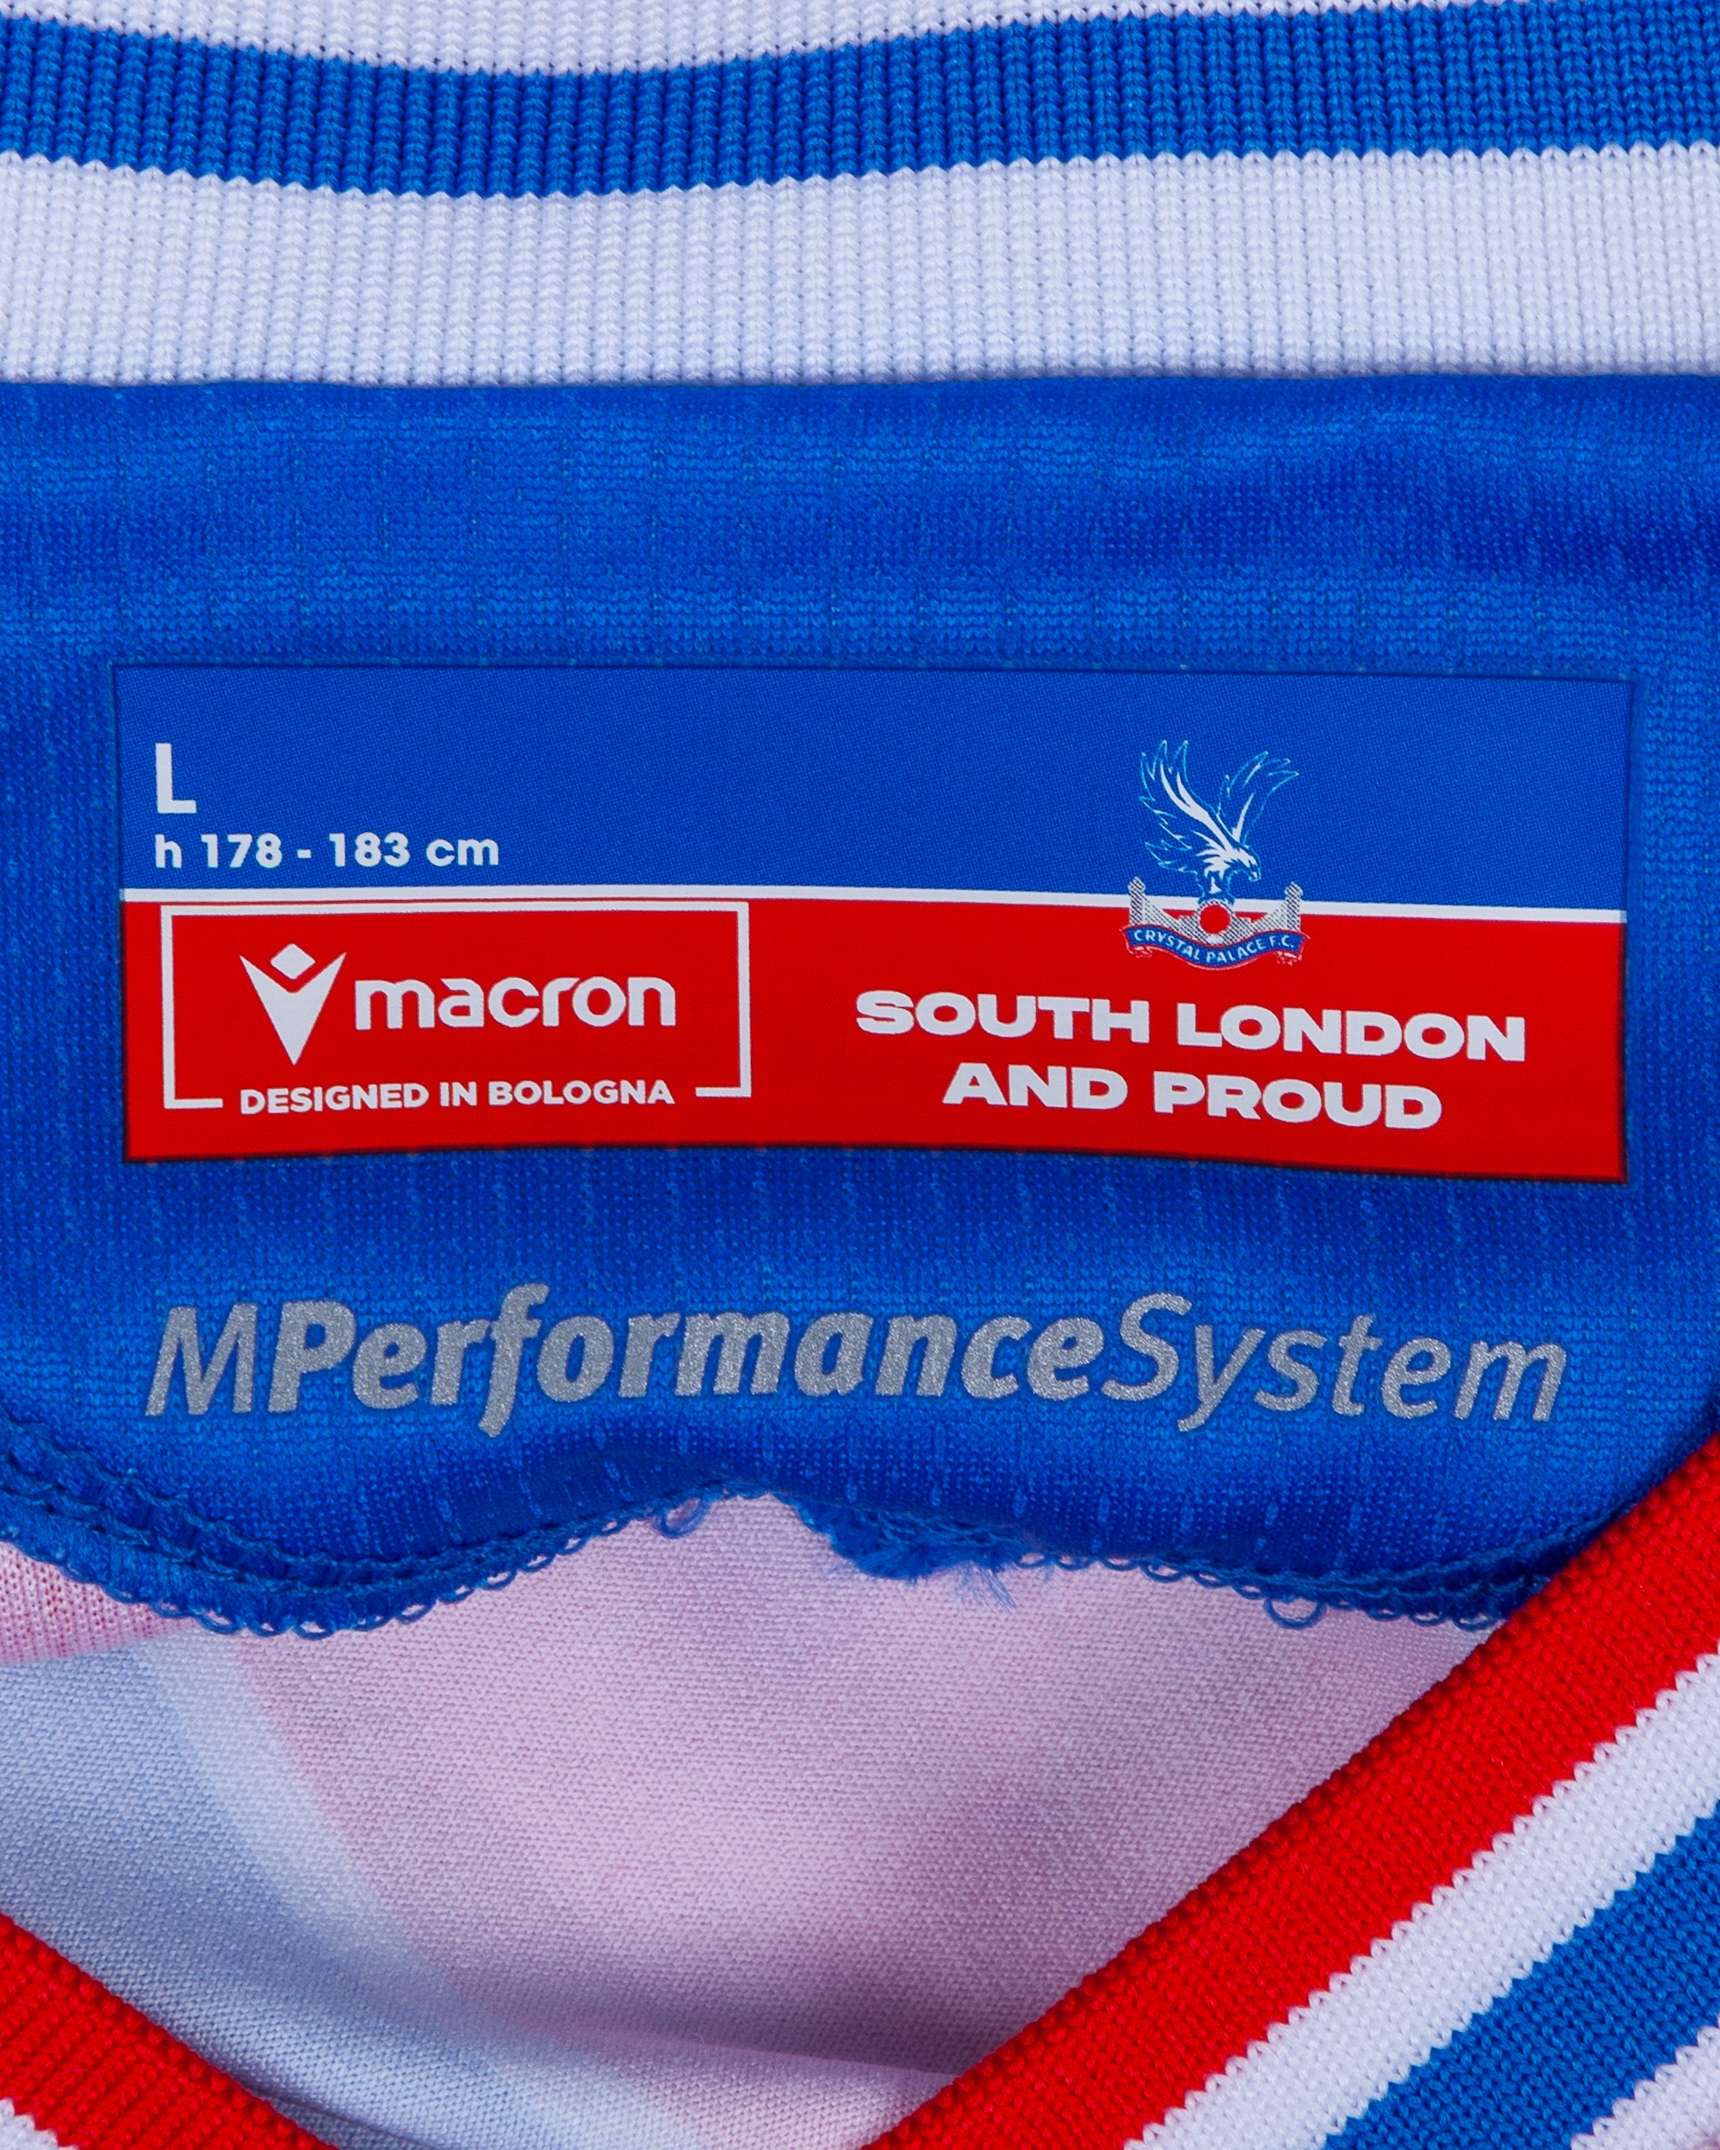 L
h 178 - 183 cm
CRYSTAL PALACE F.C.
macron
DESIGNED IN BOLOGNA
SOUTH LONDON
AND PROUD
MPerformanceSystem